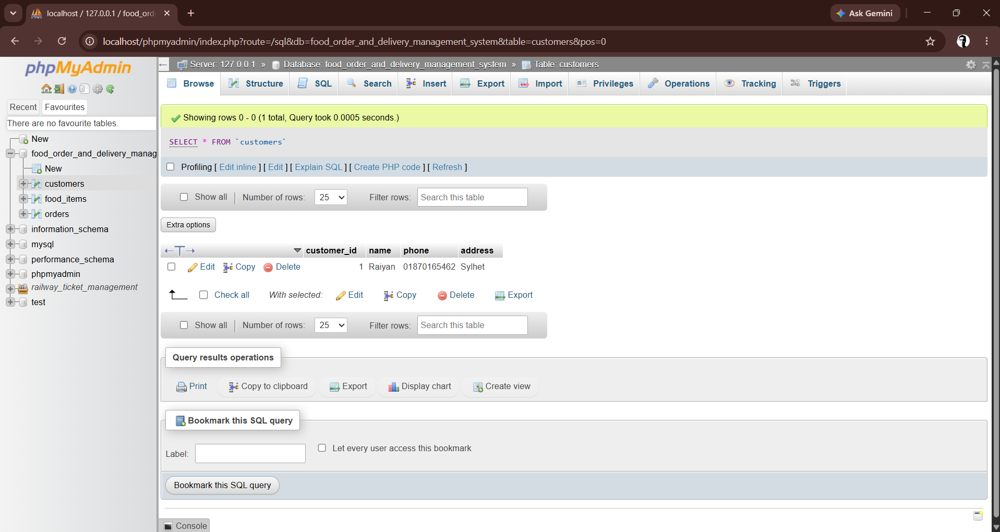 localhost / 127.0.0.1 / food_ord
Ask Gemini
localhost/phpmyadmin/index.php?route=/sql&db=food_order_and_delivery_management_system&table=customers&pos=0
phpMyAdmin
Recent Favourites
There are no favourite tables.
New
food_order_and_delivery_manag
New
customers
food_items
orders
information_schema
mysql
performance_schema
phpmyadmin
railway_ticket_management
test
Server: 127.0.0.1 » Database: food_order_and_delivery_management_system » Table: customers
Browse Structure SQL Search Insert Export Import Privileges Operations Tracking Triggers
Showing rows 0 - 0 (1 total, Query took 0.0005 seconds.)
SELECT * FROM `customers`
Profiling [ Edit inline ] [ Edit ] [ Explain SQL ] [ Create PHP code ] [ Refresh ]
Show all | Number of rows: 25 Filter rows: Search this table
Extra options
customer_id name phone address
Edit Copy Delete 1 Raiyan 01870165462 Sylhet
Check all With selected: Edit Copy Delete Export
Show all | Number of rows: 25 Filter rows: Search this table
Query results operations
Print Copy to clipboard Export Display chart Create view
Bookmark this SQL query
Label: Let every user access this bookmark
Bookmark this SQL query
Console